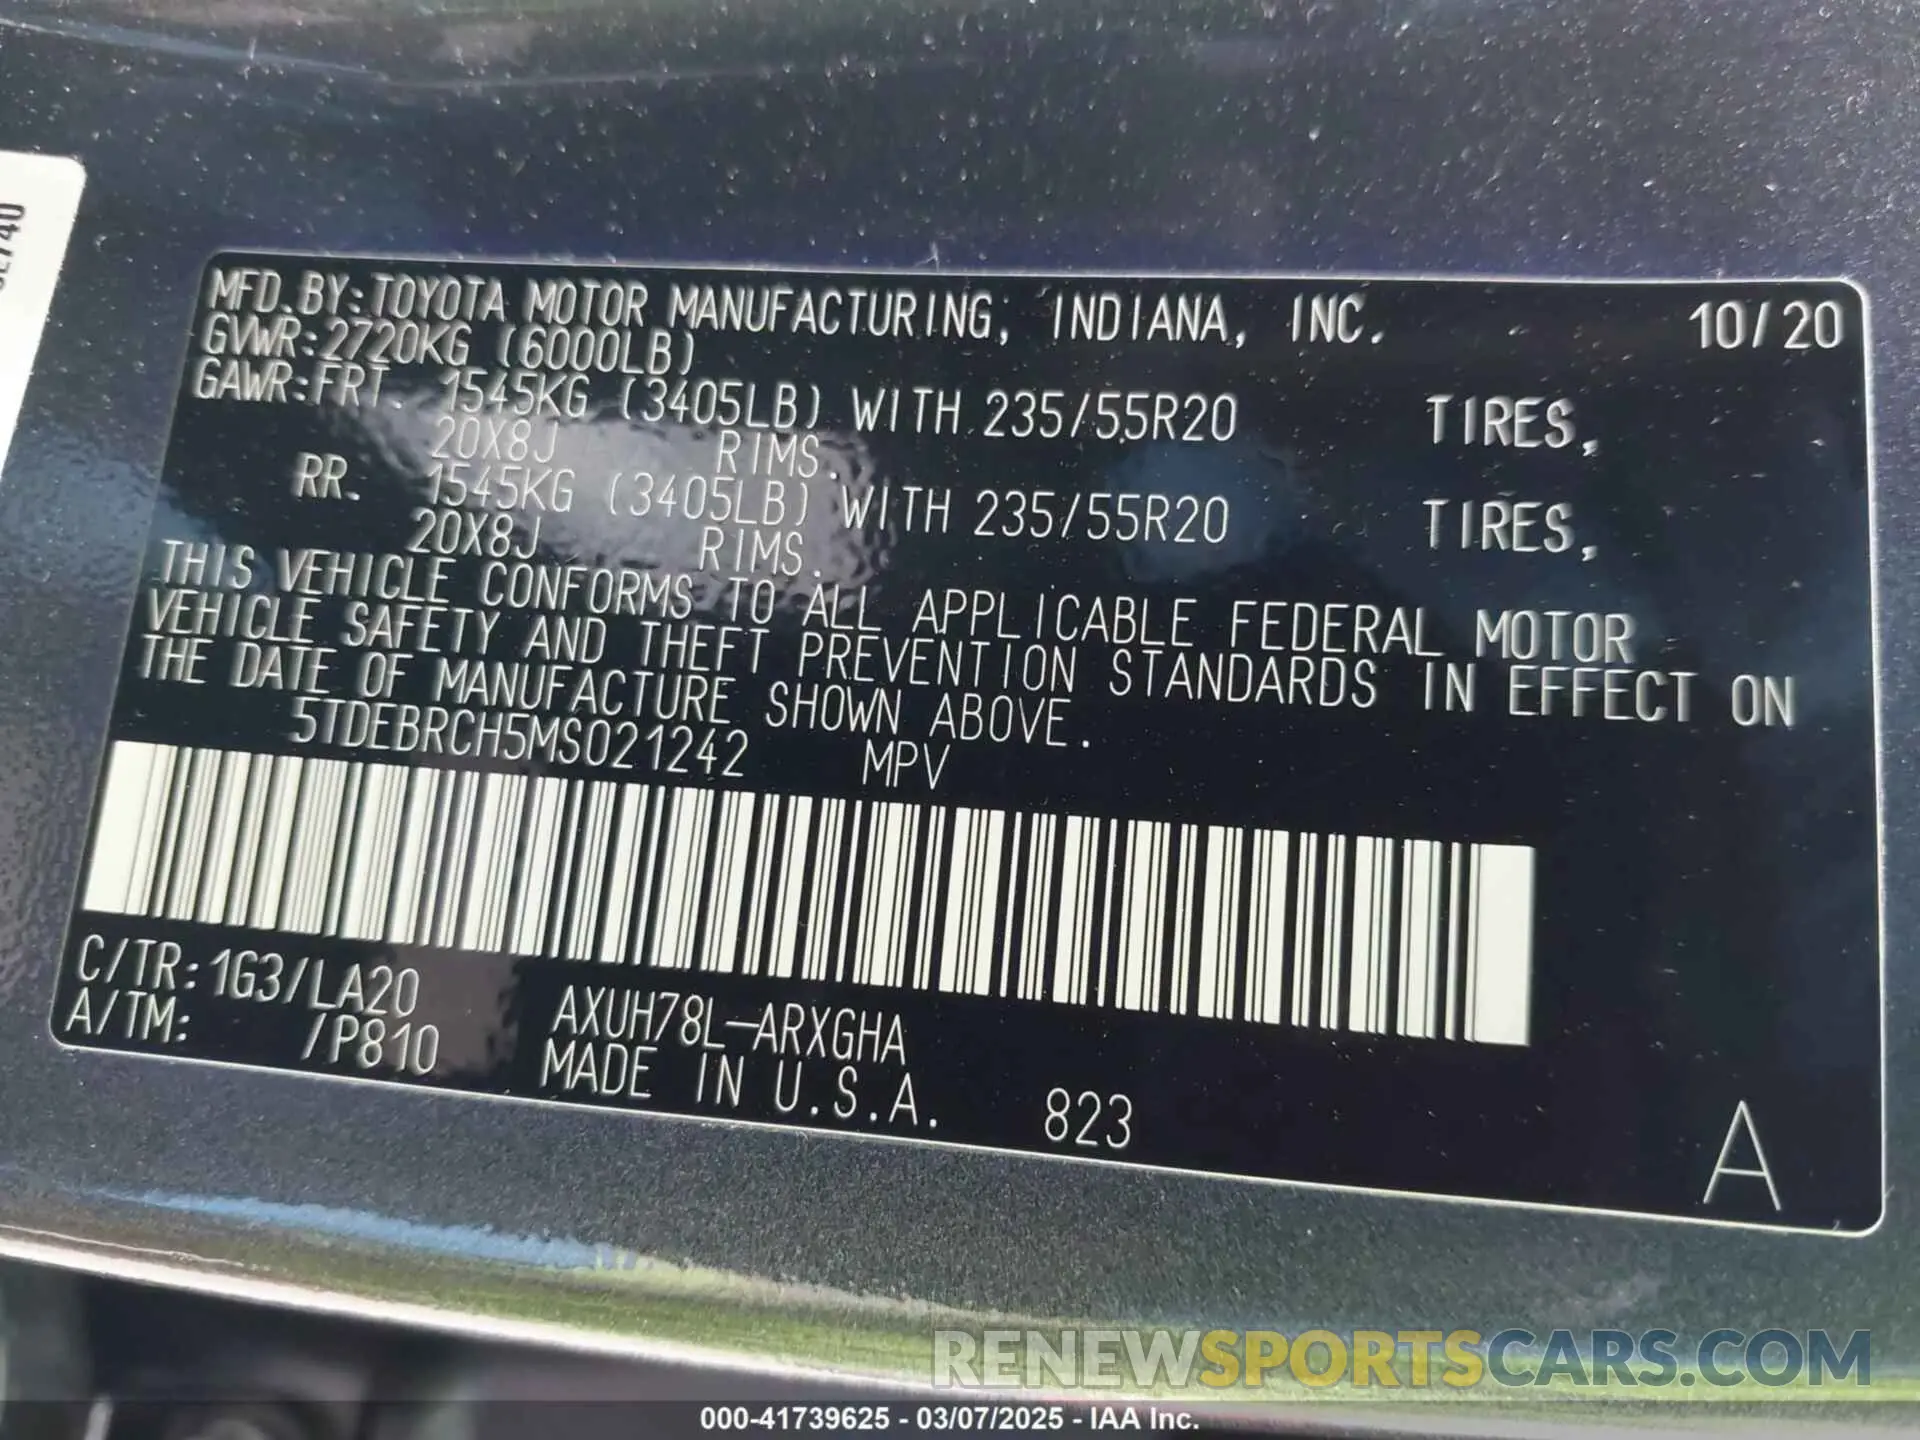 MFD.BY:TOYOTA MOTOR MANUFACTURING, INDIANA, INC. 10/20
GVWR:2720KG (6000LB)
GAWR:FRT. 1545KG (3405LB) WITH 235/55R20 TIRES,
20X8J RIMS.
RR. 1545KG (3405LB) WITH 235/55R20 TIRES,
20X8J RIMS.
THIS VEHICLE CONFORMS TO ALL APPLICABLE FEDERAL MOTOR
VEHICLE SAFETY AND THEFT PREVENTION STANDARDS IN EFFECT ON
THE DATE OF MANUFACTURE SHOWN ABOVE.
5TDEBRCH5MS021242 MPV
C/TR:1G3/LA20 AXUH78L-ARXGHA
A/TM: /P810 MADE IN U.S.A. 823
A
RENEWSPORTSCARS.COM
000-41739625 - 03/07/2025 - IAA Inc.